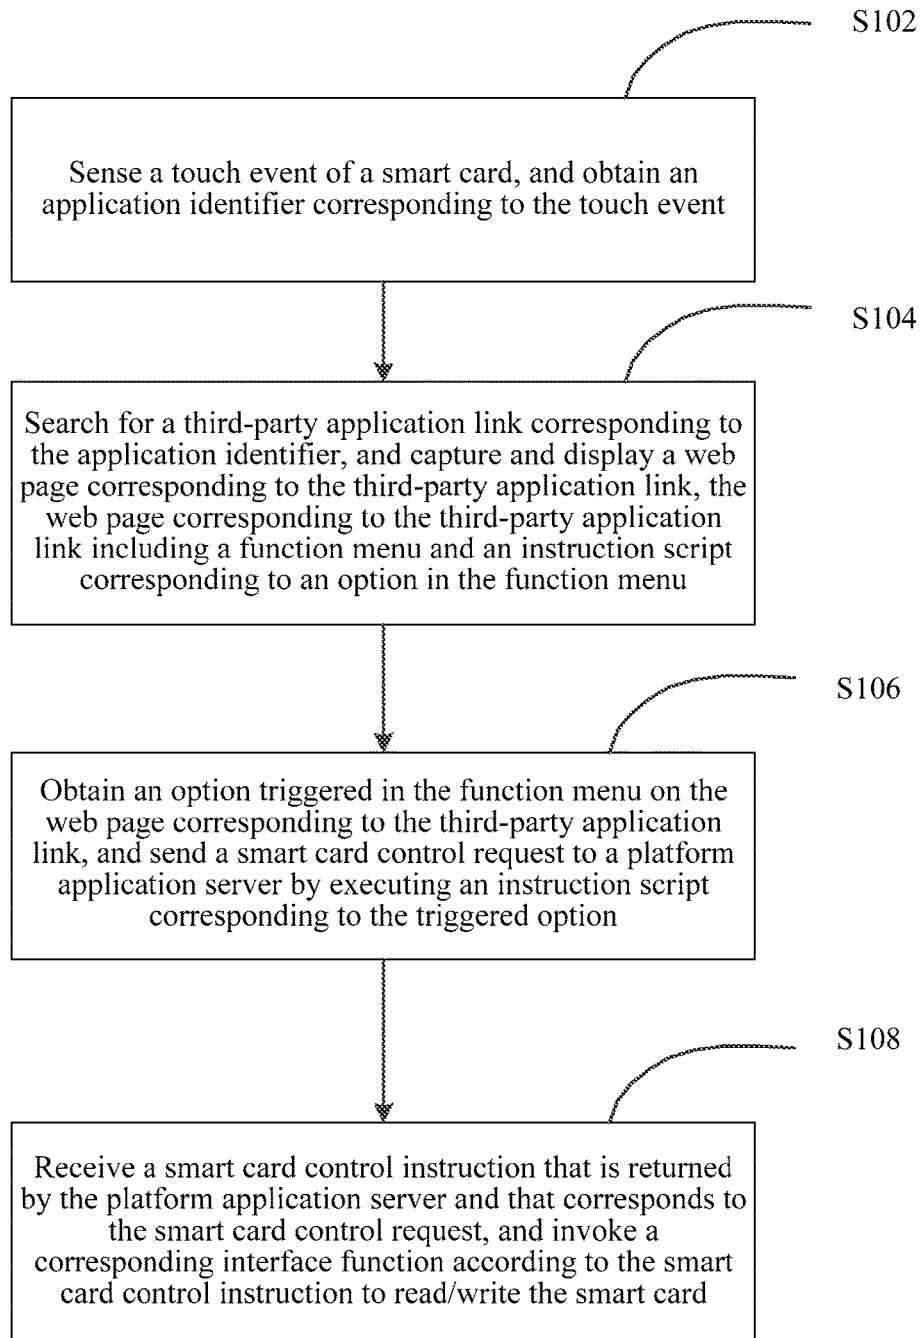 S102
Sense a touch event of a smart card, and obtain an
application identifier corresponding to the touch event
S104
Search for a third-party application link corresponding to
the application identifier, and capture and display a web
page corresponding to the third-party application link, the
web page corresponding to the third-party application
link including a function menu and an instruction script
corresponding to an option in the function menu
S106
Obtain an option triggered in the function menu on the
web page corresponding to the third-party application
link, and send a smart card control request to a platform
application server by executing an instruction script
corresponding to the triggered option
S108
Receive a smart card control instruction that is returned
by the platform application server and that corresponds to
the smart card control request, and invoke a
corresponding interface function according to the smart
card control instruction to read/write the smart card